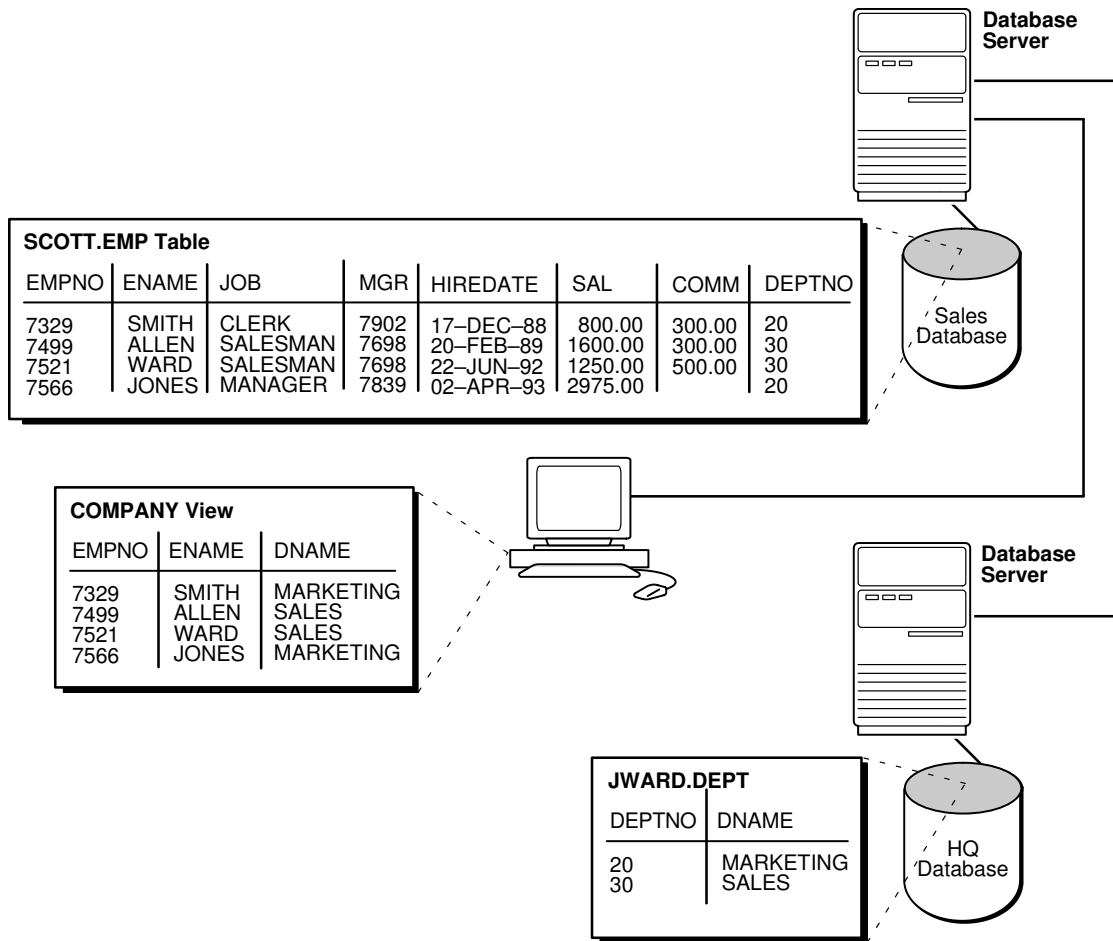 Database
Server
SCOTT.EMP Table
EMPNO ENAME JOB MGR HIREDATE SAL COMM DEPTNO
7329 SMITH CLERK 7902 17–DEC–88 800.00 300.00 20
7499 ALLEN SALESMAN 7698 20–FEB–89 1600.00 300.00 30
7521 WARD SALESMAN 7698 22–JUN–92 1250.00 500.00 30
7566 JONES MANAGER 7839 02–APR–93 2975.00 20
Sales
Database
COMPANY View
EMPNO ENAME DNAME
7329 SMITH MARKETING
7499 ALLEN SALES
7521 WARD SALES
7566 JONES MARKETING
Database
Server
JWARD.DEPT
DEPTNO DNAME
20 MARKETING
30 SALES
HQ
Database